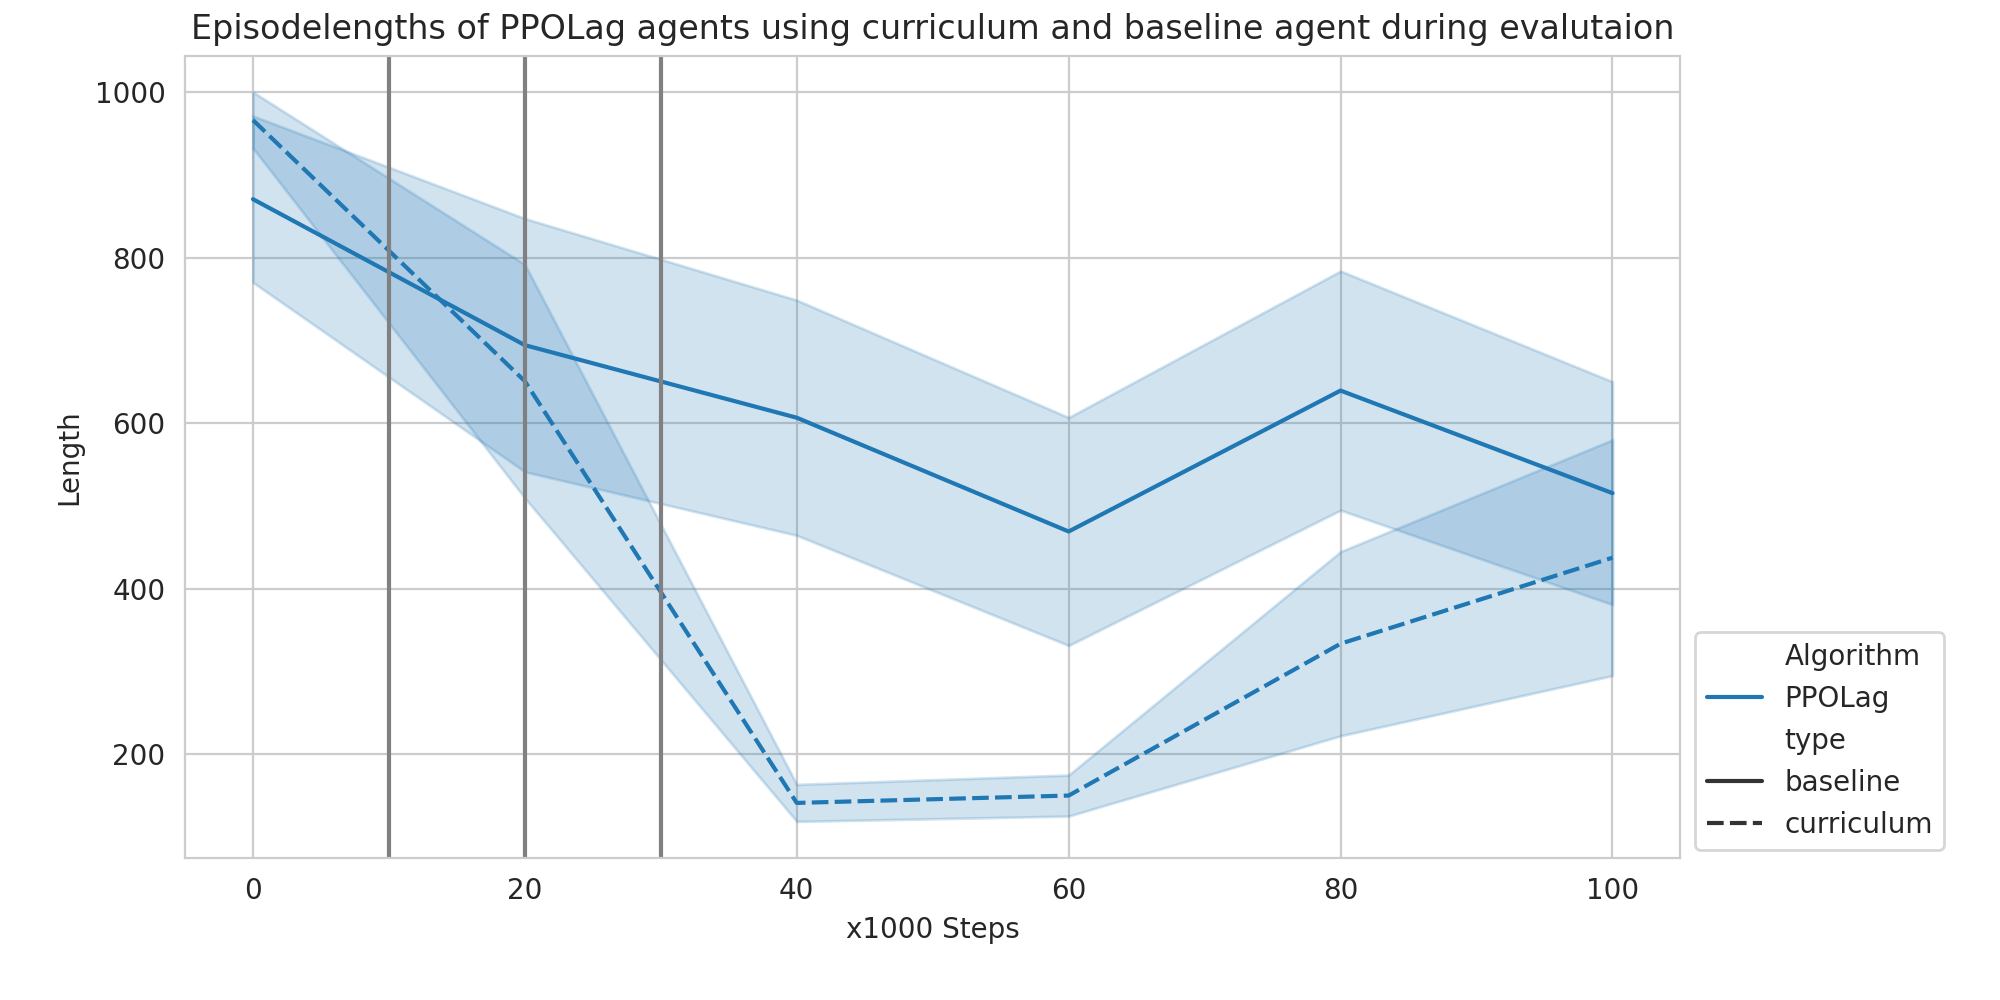 Episodelengths of PPOLag agents using curriculum and baseline agent during evalutaion
1000
800
600
400
200
Length
0 20 40 60 80 100
x1000 Steps
Algorithm
PPOLag
type
baseline
curriculum